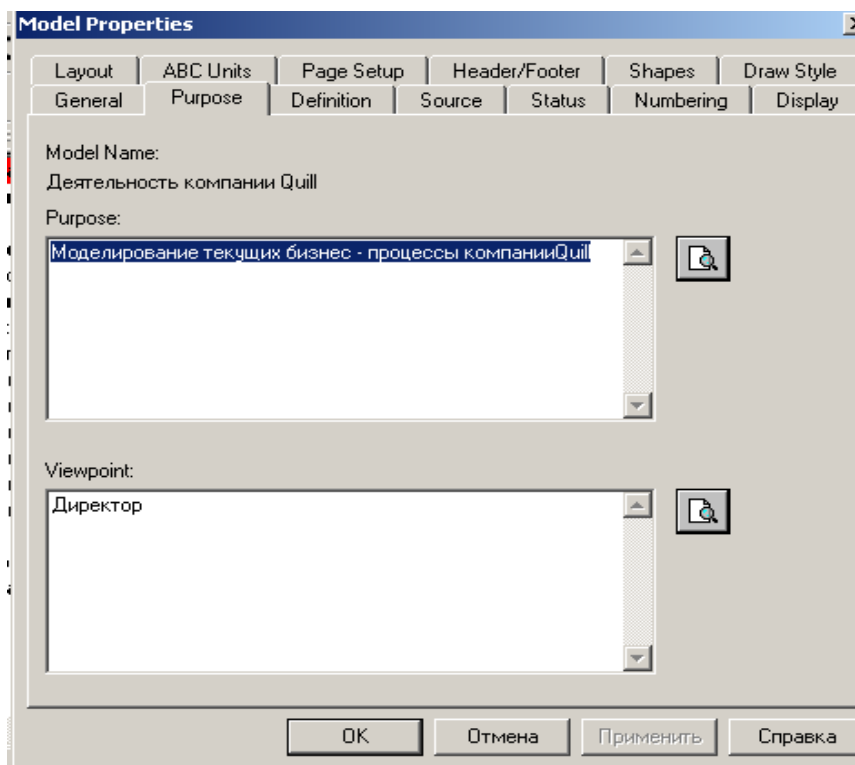 Model Properties
Layout ABC Units Page Setup Header/Footer Shapes Draw Style
General Purpose Definition Source Status Numbering Display
Model Name:
Деятельность компании Quill
Purpose:
Моделирование текущих бизнес - процессы компанииQuill
Viewpoint:
Директор
OK Отмена Применить Справка